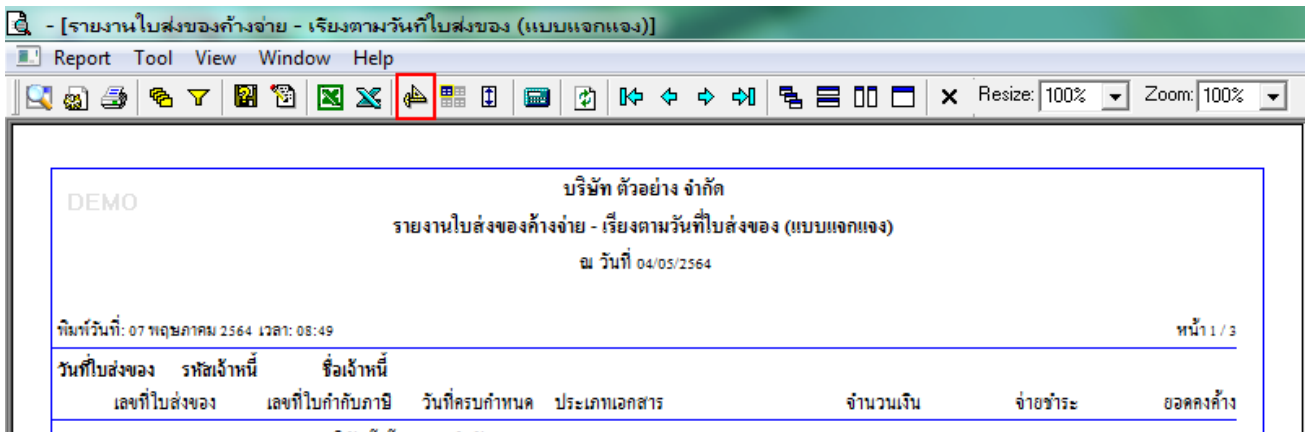 - [รายงานใบส่งของค้างจ่าย - เรียงตามวันที่ใบส่งของ (แบบแจกแจง)]
Report Tool View Window Help
Resize: 100% Zoom: 100%
DEMO
บริษัท ตัวอย่าง จำกัด
รายงานใบส่งของค้างจ่าย - เรียงตามวันที่ใบส่งของ (แบบแจกแจง)
ณ วันที่ 04/05/2564
พิมพ์วันที่: 07 พฤษภาคม 2564 เวลา: 08:49 หน้า 1 / 3
วันที่ใบส่งของ รหัสเจ้าหนี้ ชื่อเจ้าหนี้
เลขที่ใบส่งของ เลขที่ใบกำกับภาษี วันที่ครบกำหนด ประเภทเอกสาร จำนวนเงิน จ่ายชำระ ยอดคงค้าง